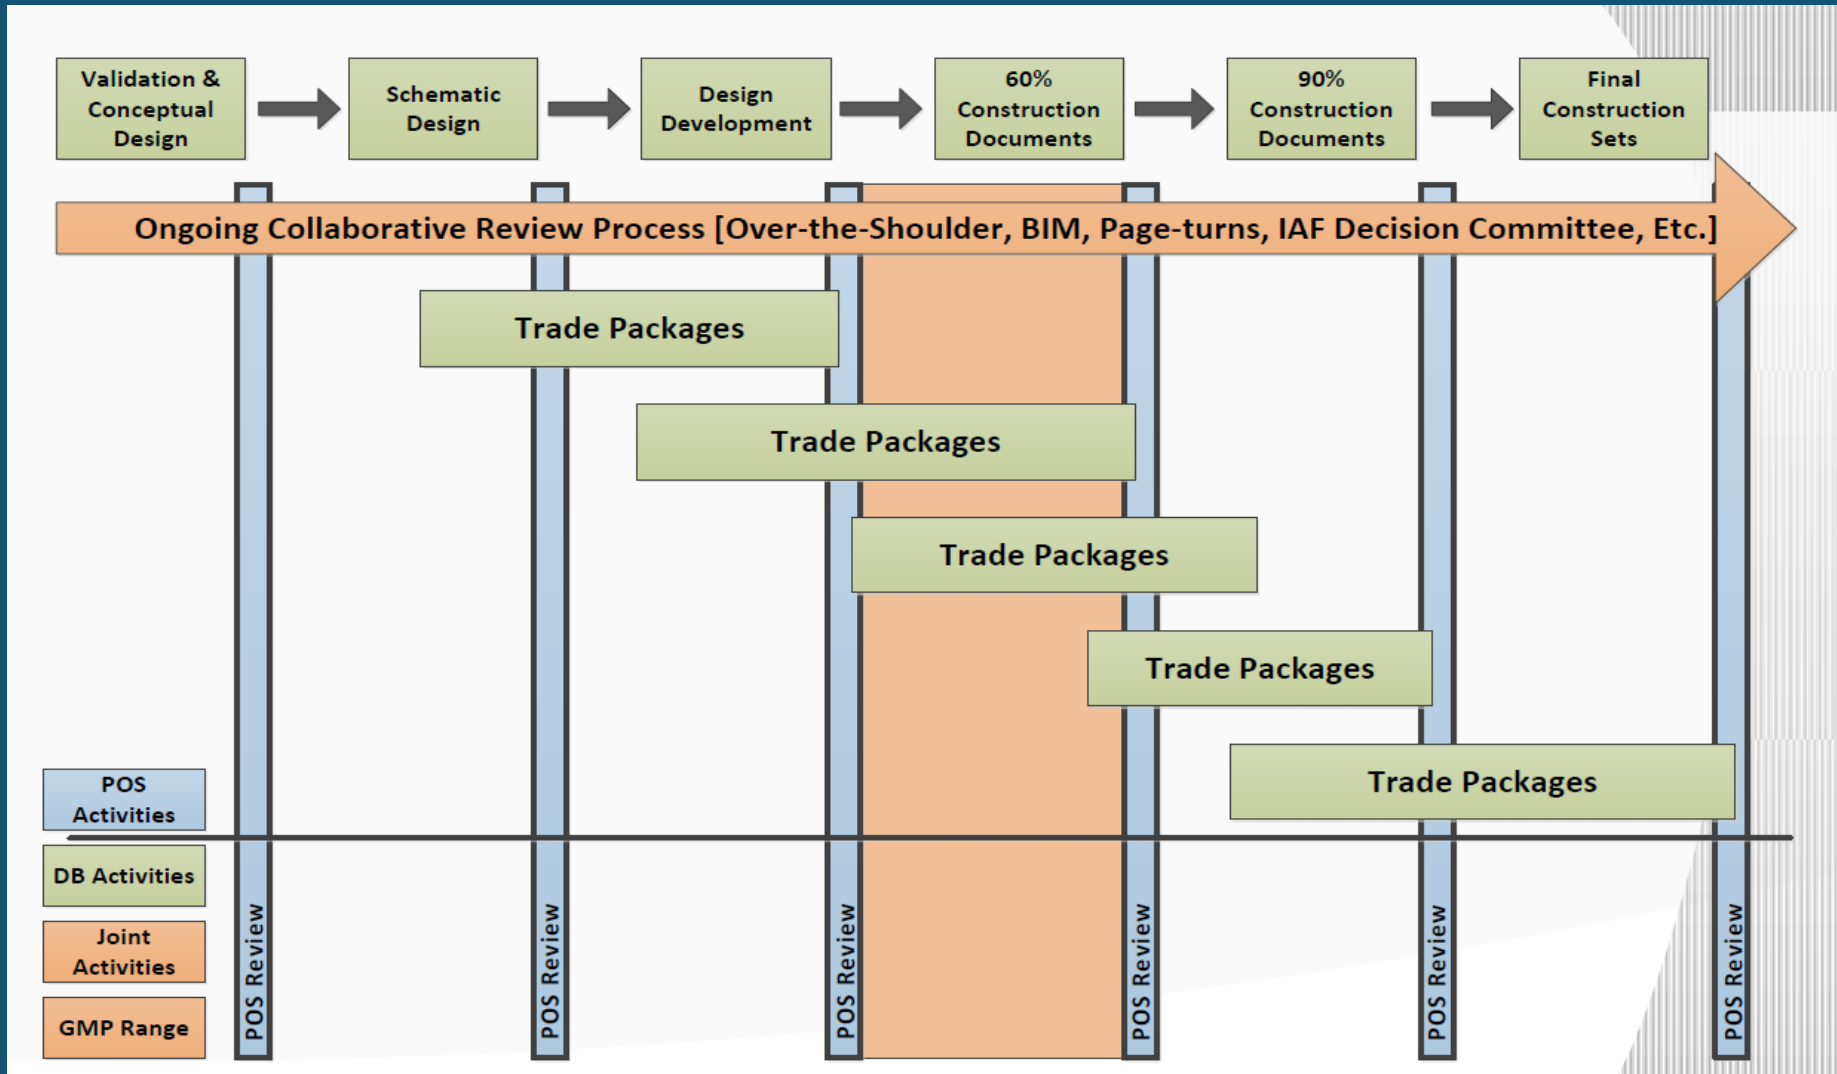 Validation &
Conceptual
Design
Schematic
Design
Design
Development
60%
Construction
Documents
90%
Construction
Documents
Final
Construction
Sets
Ongoing Collaborative Review Process [Over-the-Shoulder, BIM, Page-turns, IAF Decision Committee, Etc.]
Trade Packages
Trade Packages
Trade Packages
Trade Packages
Trade Packages
POS
Activities
DB Activities
Joint
Activities
GMP Range
POS Review
POS Review
POS Review
POS Review
POS Review
POS Review